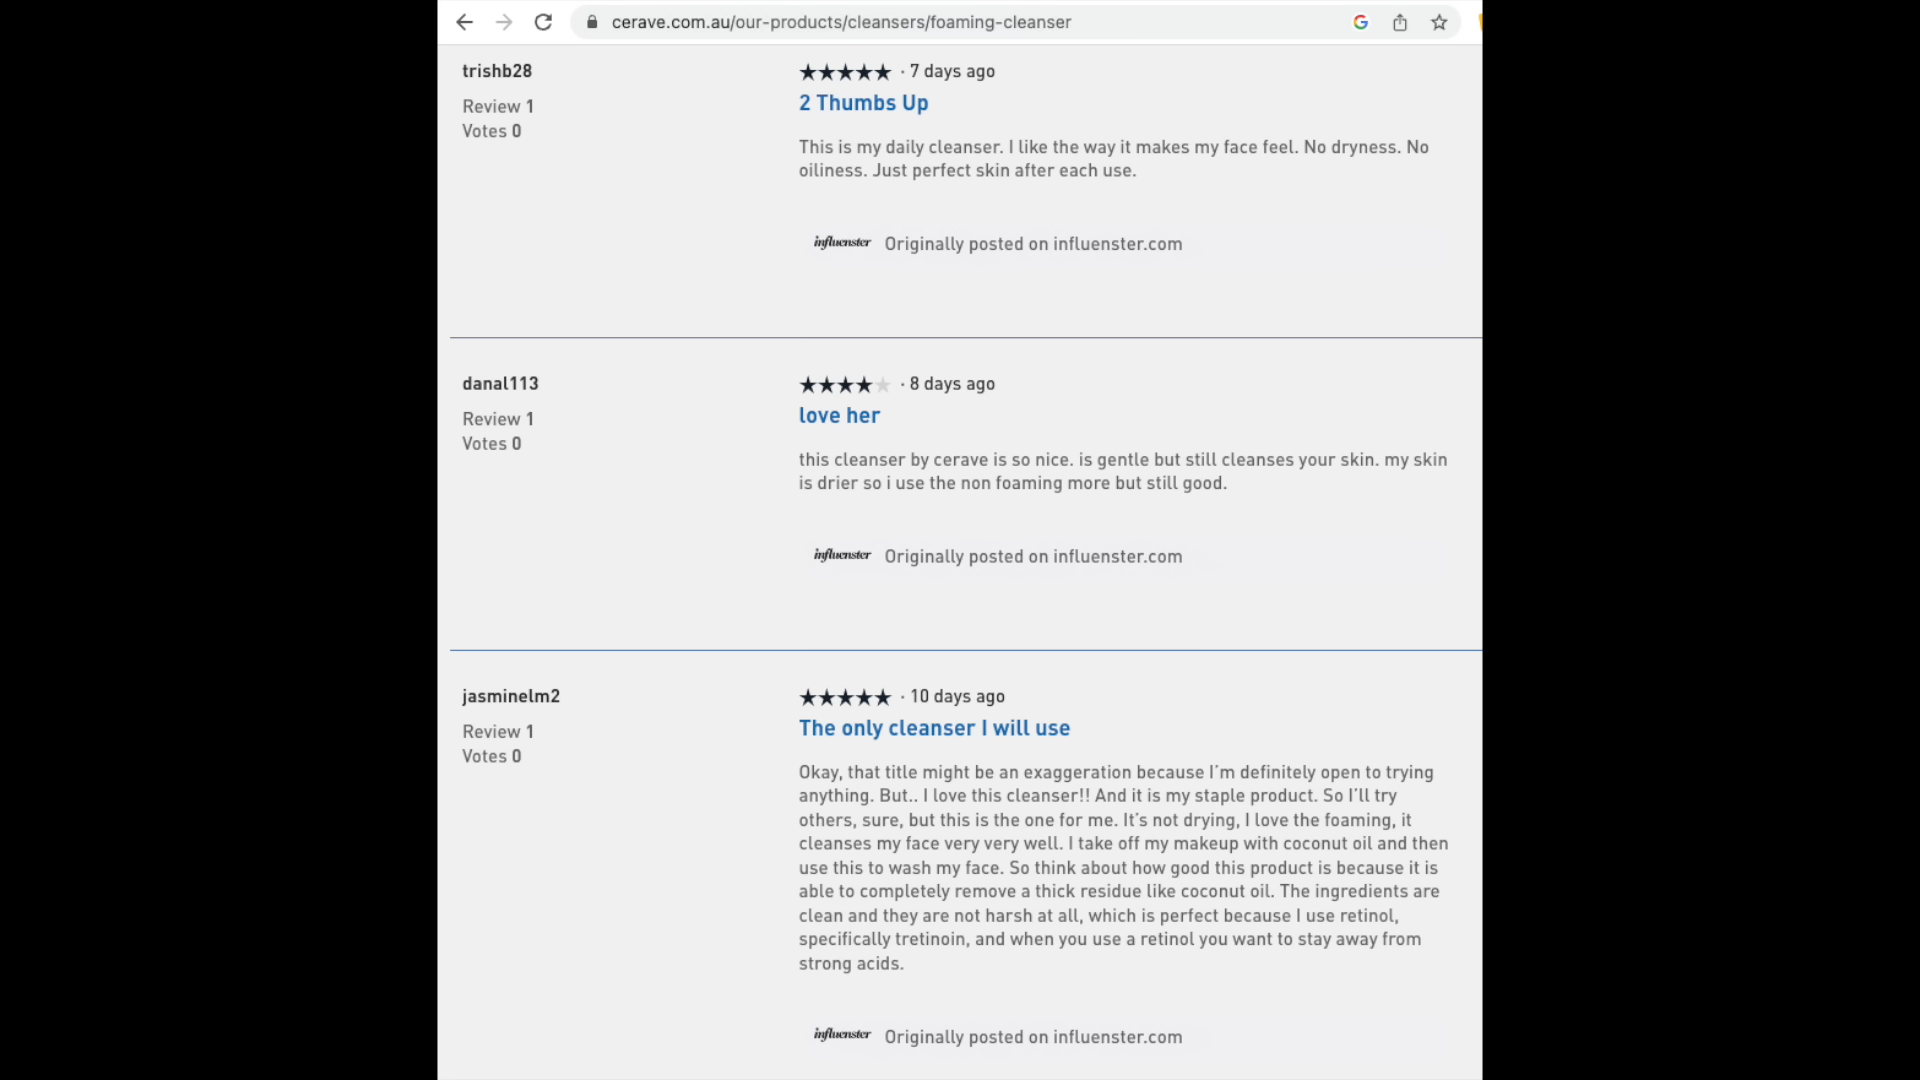 cerave.com.au/our-products/cleansers/foaming-cleanser
trishb28
Review 1
Votes 0
· 7 days ago
2 Thumbs Up
This is my daily cleanser. I like the way it makes my face feel. No dryness. No
oiliness. Just perfect skin after each use.
influenster Originally posted on influenster.com
danal113
Review 1
Votes 0
· 8 days ago
love her
this cleanser by cerave is so nice. is gentle but still cleanses your skin. my skin
is drier so i use the non foaming more but still good.
influenster Originally posted on influenster.com
jasminelm2
Review 1
Votes 0
· 10 days ago
The only cleanser I will use
Okay, that title might be an exaggeration because I'm definitely open to trying
anything. But.. I love this cleanser!! And it is my staple product. So I'll try
others, sure, but this is the one for me. It's not drying, I love the foaming, it
cleanses my face very very well. I take off my makeup with coconut oil and then
use this to wash my face. So think about how good this product is because it is
able to completely remove a thick residue like coconut oil. The ingredients are
clean and they are not harsh at all, which is perfect because I use retinol,
specifically tretinoin, and when you use a retinol you want to stay away from
strong acids.
influenster Originally posted on influenster.com